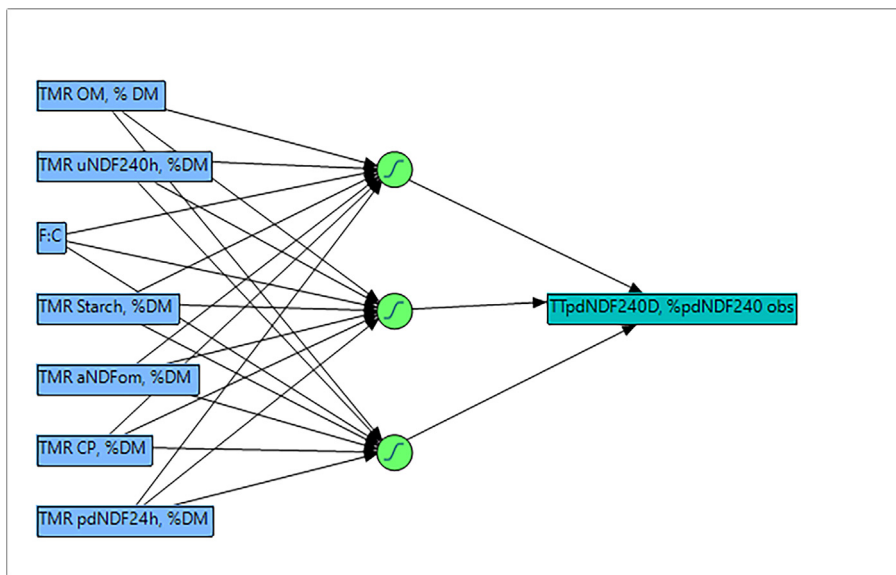 TMR OM, % DM
TMR uNDF240h, %DM
F:C
TMR Starch, %DM
TTpdNDF240D, %pdNDF240 obs
TMR aNDFom, %DM
TMR CP, %DM
TMR pdNDF24h, %DM